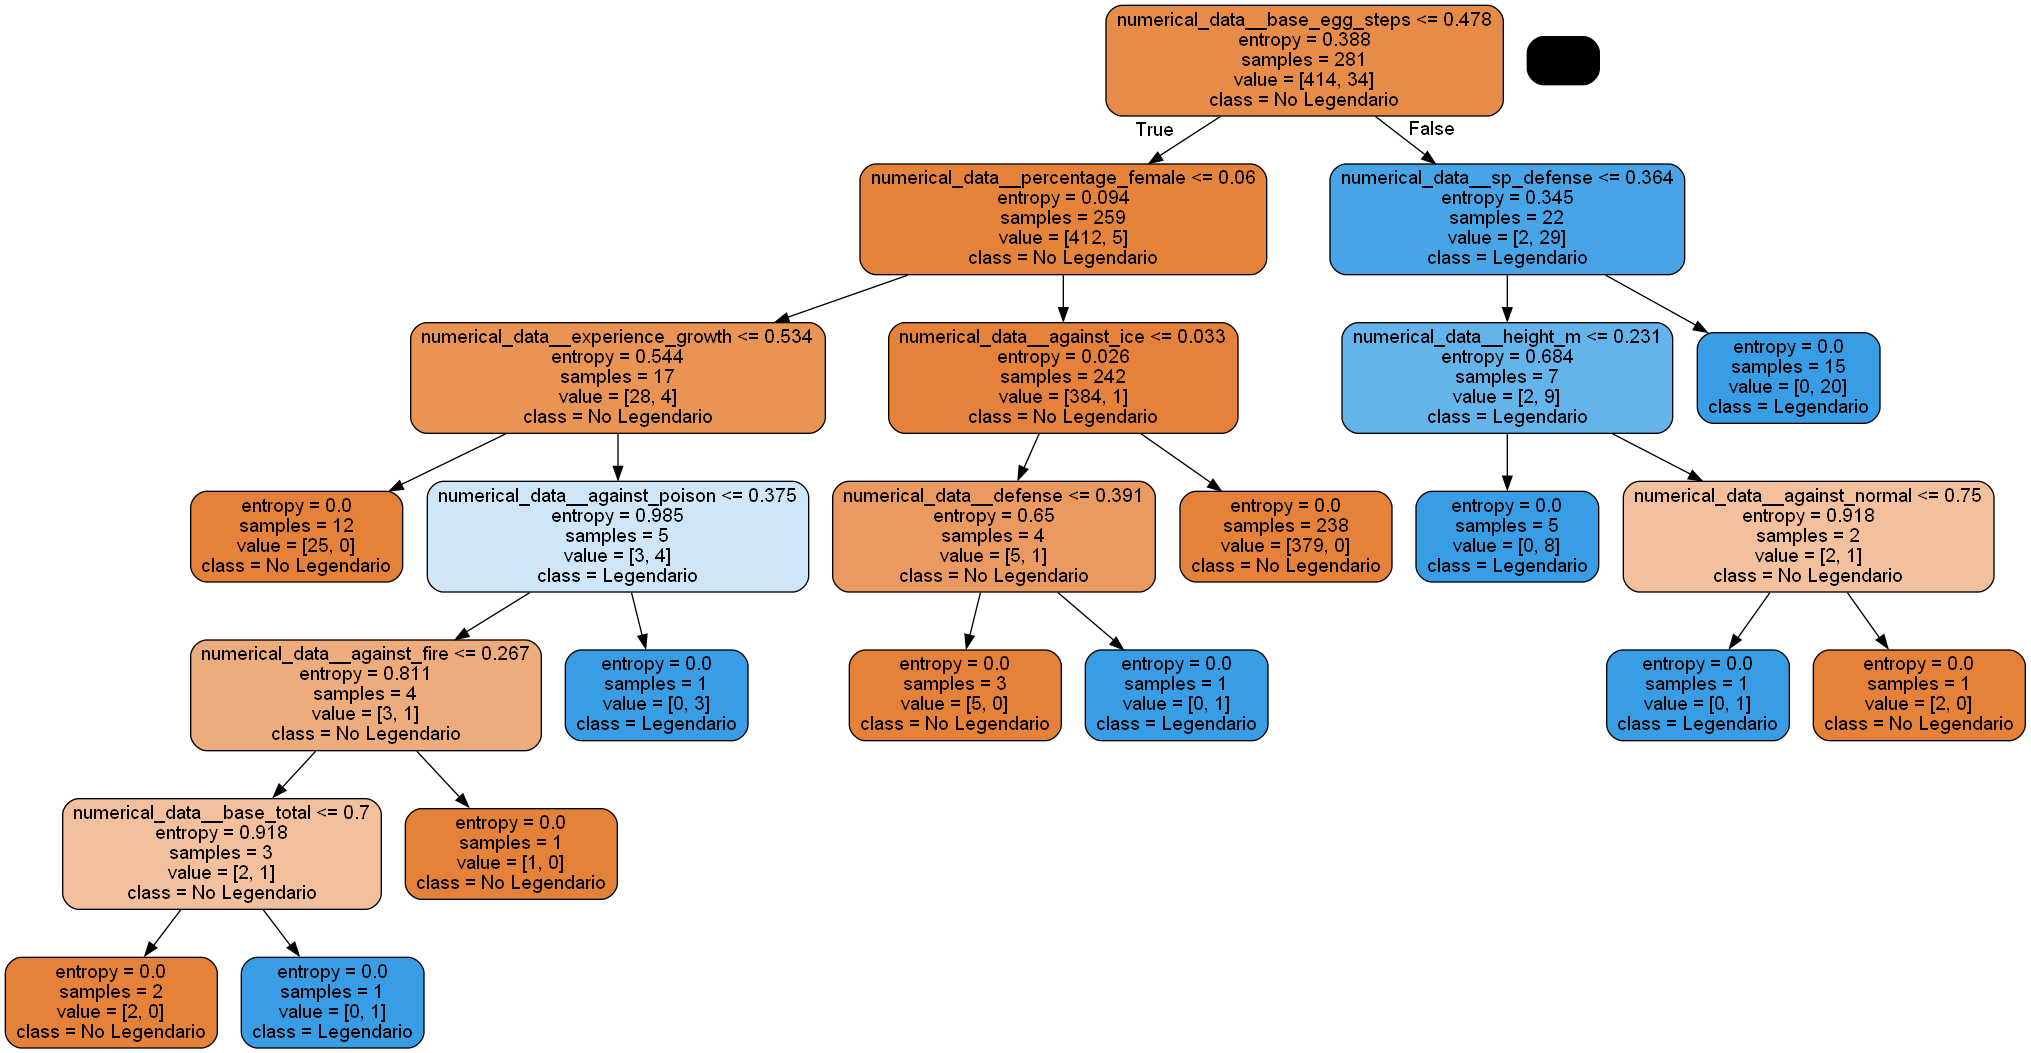 numerical_data__base_egg_steps <= 0.478
entropy = 0.388
samples = 281
value = [414, 34]
class = No Legendario
True
False
numerical_data__percentage_female <= 0.06
entropy = 0.094
samples = 259
value = [412, 5]
class = No Legendario
numerical_data__sp_defense <= 0.364
entropy = 0.345
samples = 22
value = [2, 29]
class = Legendario
numerical_data__experience_growth <= 0.534
entropy = 0.544
samples = 17
value = [28, 4]
class = No Legendario
numerical_data__against_ice <= 0.033
entropy = 0.026
samples = 242
value = [384, 1]
class = No Legendario
numerical_data__height_m <= 0.231
entropy = 0.684
samples = 7
value = [2, 9]
class = Legendario
entropy = 0.0
samples = 15
value = [0, 20]
class = Legendario
entropy = 0.0
samples = 12
value = [25, 0]
class = No Legendario
numerical_data__against_poison <= 0.375
entropy = 0.985
samples = 5
value = [3, 4]
class = Legendario
numerical_data__defense <= 0.391
entropy = 0.65
samples = 4
value = [5, 1]
class = No Legendario
entropy = 0.0
samples = 238
value = [379, 0]
class = No Legendario
entropy = 0.0
samples = 5
value = [0, 8]
class = Legendario
numerical_data__against_normal <= 0.75
entropy = 0.918
samples = 2
value = [2, 1]
class = No Legendario
numerical_data__against_fire <= 0.267
entropy = 0.811
samples = 4
value = [3, 1]
class = No Legendario
entropy = 0.0
samples = 1
value = [0, 3]
class = Legendario
entropy = 0.0
samples = 3
value = [5, 0]
class = No Legendario
entropy = 0.0
samples = 1
value = [0, 1]
class = Legendario
entropy = 0.0
samples = 1
value = [0, 1]
class = Legendario
entropy = 0.0
samples = 1
value = [2, 0]
class = No Legendario
numerical_data__base_total <= 0.7
entropy = 0.918
samples = 3
value = [2, 1]
class = No Legendario
entropy = 0.0
samples = 1
value = [1, 0]
class = No Legendario
entropy = 0.0
samples = 2
value = [2, 0]
class = No Legendario
entropy = 0.0
samples = 1
value = [0, 1]
class = Legendario